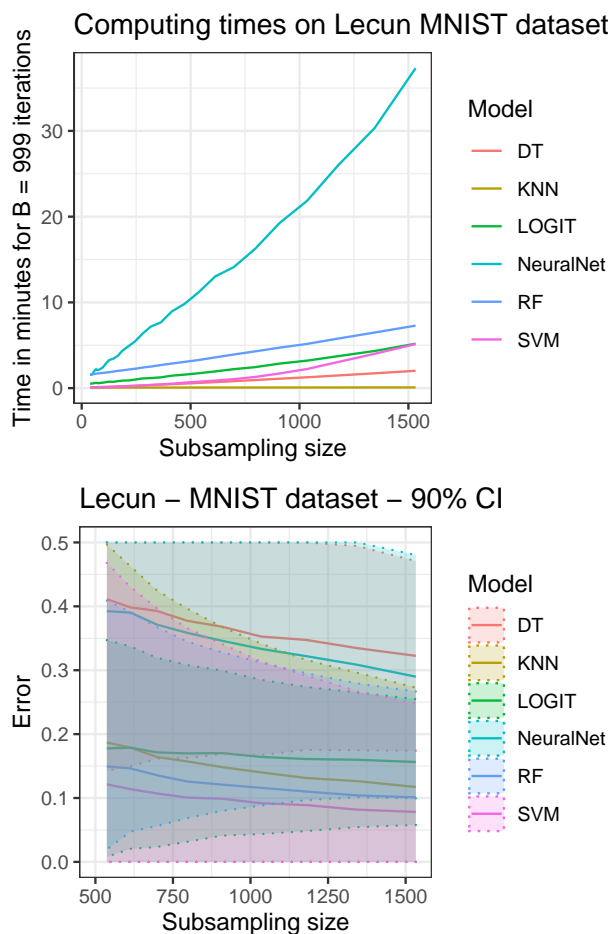 Computing times on Lecun MNIST dataset
Time in minutes for B = 999 iterations
30
20
10
0
0
500
1000
1500
Subsampling size
Model
DT
KNN
LOGIT
NeuralNet
RF
SVM
Lecun − MNIST dataset − 90% CI
Error
0.5
0.4
0.3
0.2
0.1
0.0
500
750
1000
1250
1500
Subsampling size
Model
DT
KNN
LOGIT
NeuralNet
RF
SVM